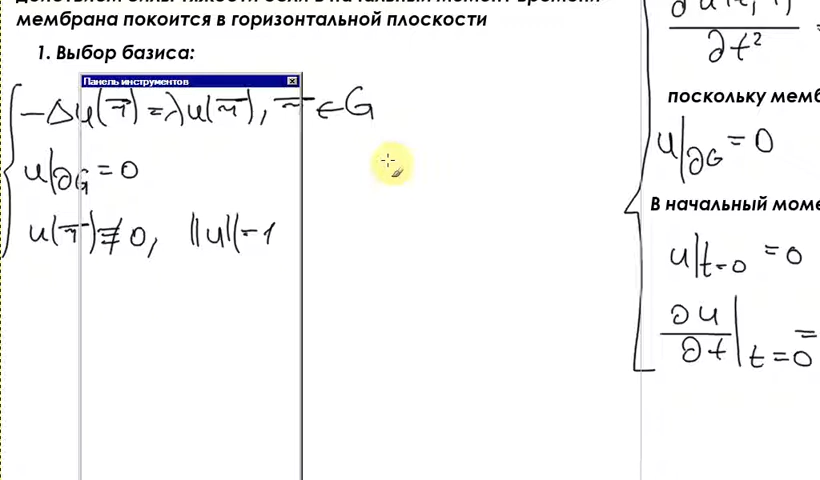 мембрана покоится в горизонтальной плоскости
1. Выбор базиса:
Панель инструментов
-Δu(r̅) = λu(r̅), r̅ ∈ G
u|∂G = 0
u(r̅) ≢ 0, ||u|| = 1
∂t²
поскольку мемб
u|∂G = 0
В начальный моме
u|t=0 = 0
∂u/∂t|t=0 =